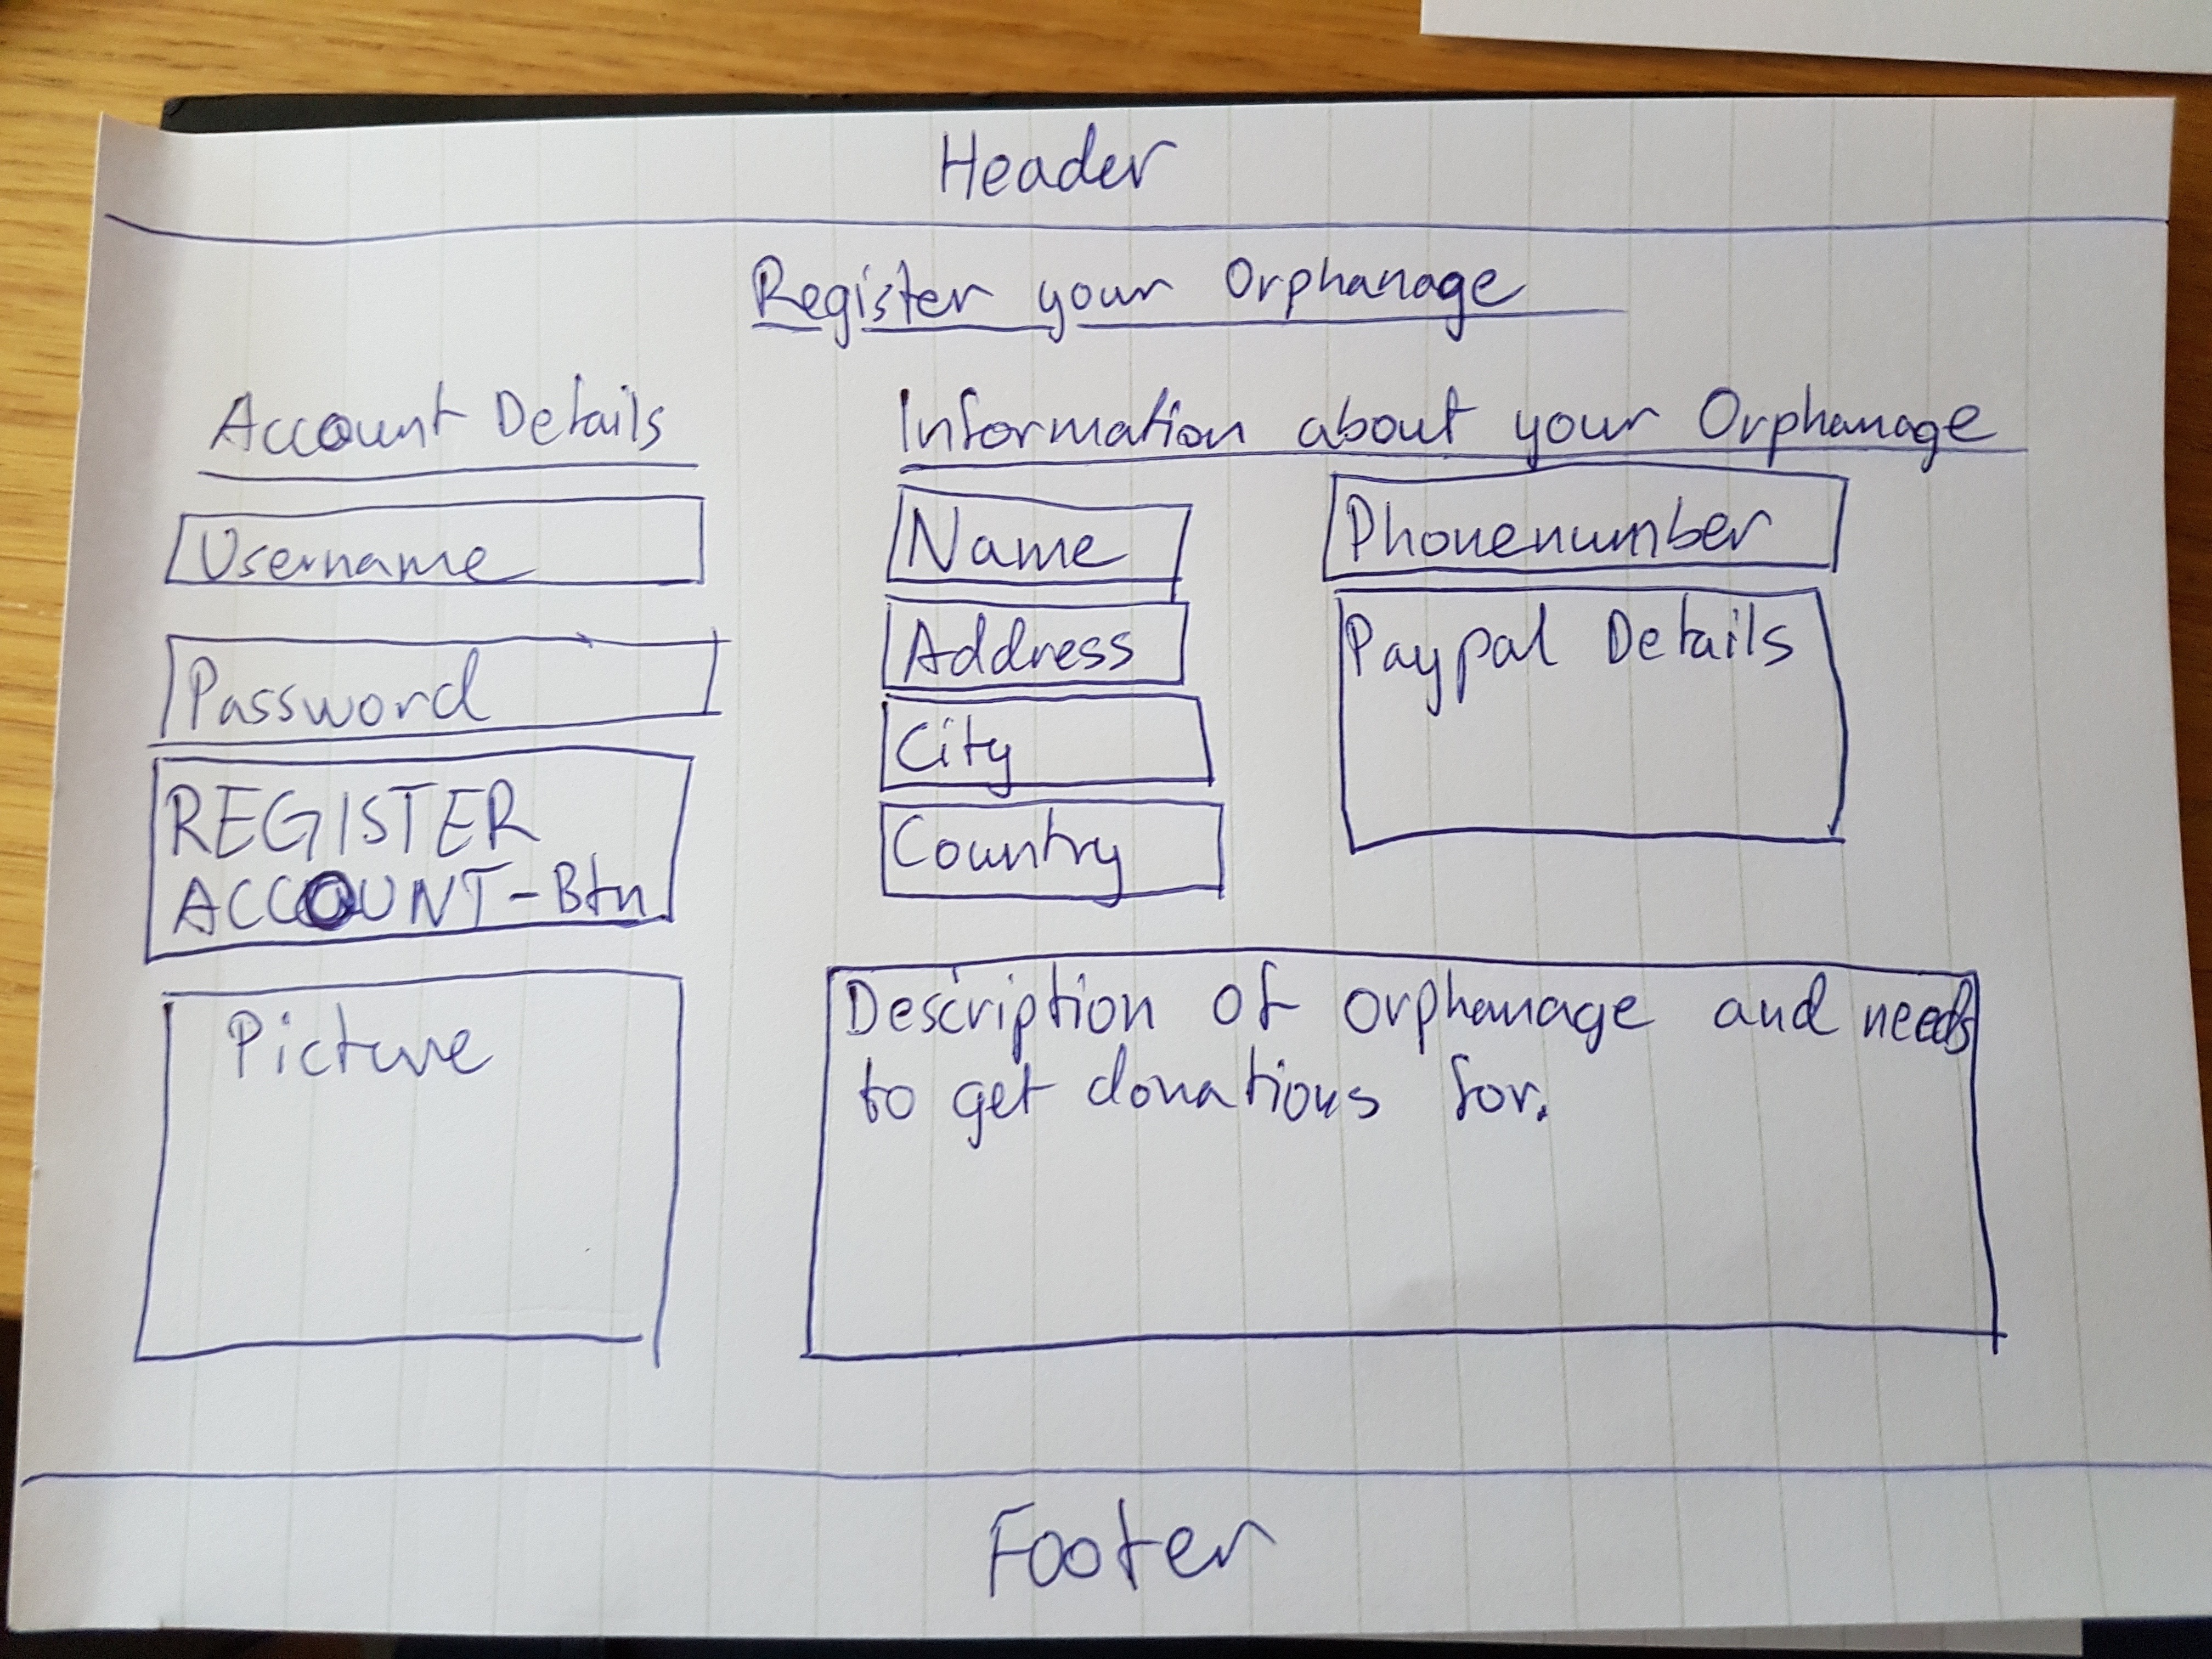 Header
Register your Orphanage
Account Details
Username
Password
REGISTER
ACCOUNT-Btn
Picture
Information about your Orphanage
Name
Address
City
Country
Phonenumber
Paypal Details
Description of orphanage and needs
to get donations for.
Footer